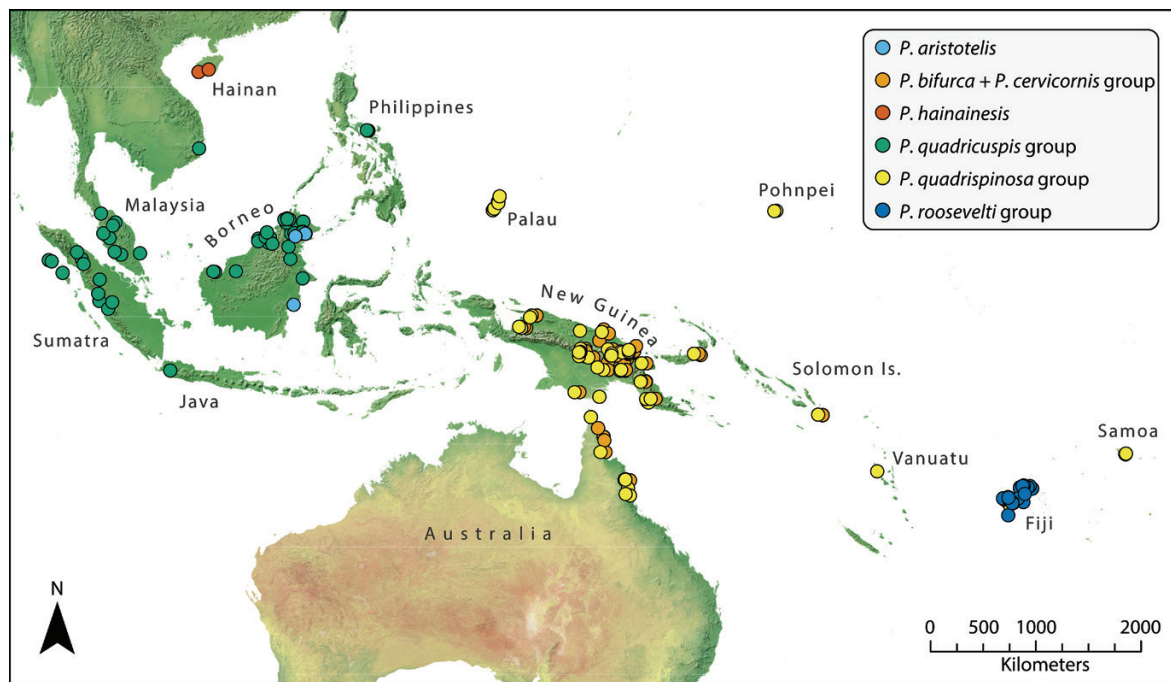 P. aristotelis
P. bifurca + P. cervicornis group
P. hainainesis
P. quadricuspis group
P. quadrispinosa group
P. roosevelti group
Hainan
Philippines
Malaysia
Borneo
Palau
Pohnpei
New Guinea
Sumatra
Java
Solomon Is.
Samoa
Vanuatu
Fiji
Australia
N
0 500 1000 2000
Kilometers